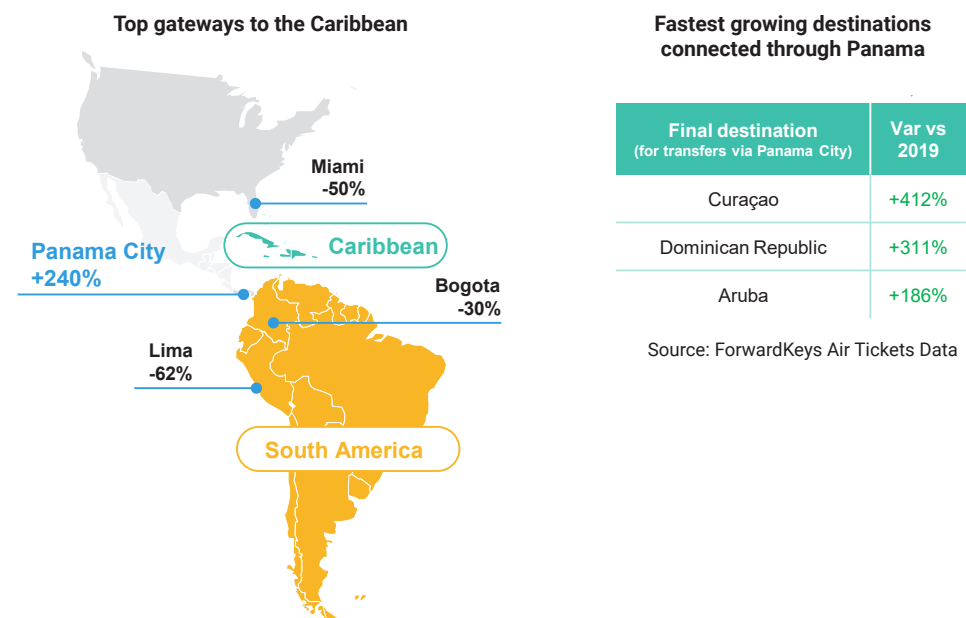 Top gateways to the Caribbean
Miami
-50%
Caribbean
Panama City
+240%
Bogota
-30%
Lima
-62%
South America
Fastest growing destinations
connected through Panama
Final destination
(for transfers via Panama City)
Var vs
2019
Curaçao
+412%
Dominican Republic
+311%
Aruba
+186%
Source: ForwardKeys Air Tickets Data